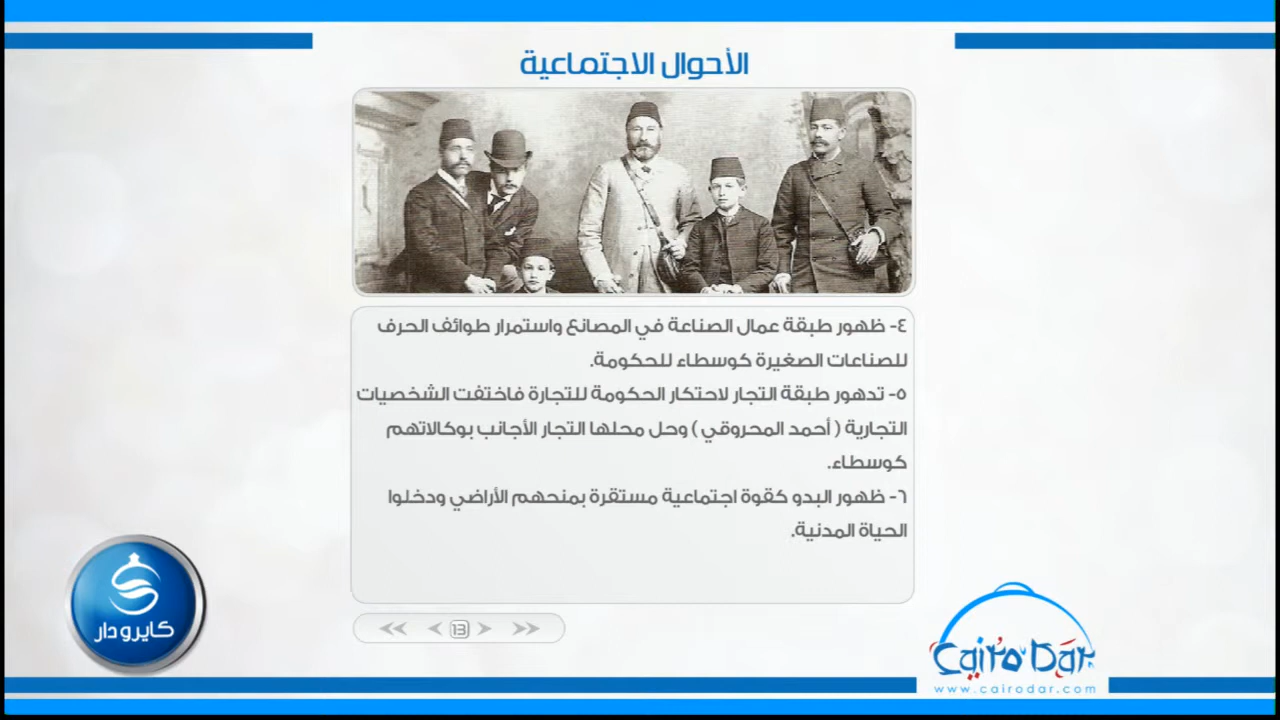 الأحوال الاجتماعية
٤- ظهور طبقة عمال الصناعة في المصانع واستمرار طوائف الحرف
للصناعات الصغيرة كوسطاء للحكومة.
٥- تدهور طبقة التجار لاحتكار الحكومة للتجارة فاختفت الشخصيات
التجارية ( أحمد المحروقي ) وحل محلها التجار الأجانب بوكالاتهم
كوسطاء.
٦- ظهور البدو كقوة اجتماعية مستقرة بمنحهم الأراضي ودخلوا
الحياة المدنية.
13
كايرو دار
Cairo Dar
www.cairodar.com